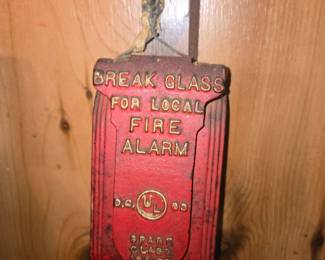 BREAK GLASS
FOR LOCAL
FIRE
ALARM
UL
SPARE
GLASS